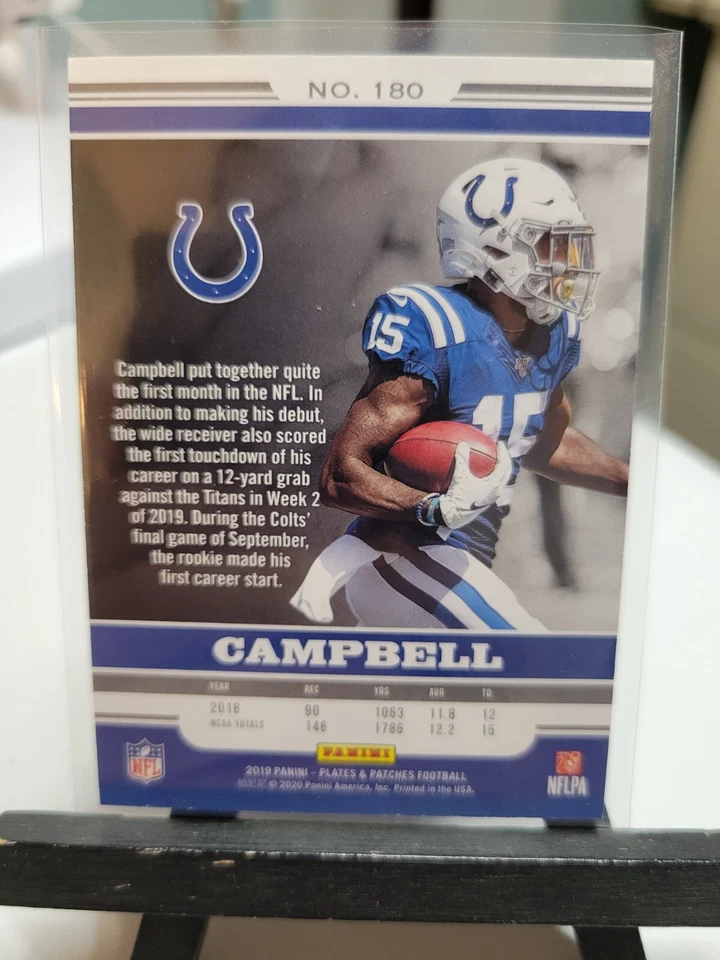 NO. 180
15
15
Campbell put together quite
the first month in the NFL. In
addition to making his debut,
the wide receiver also scored
the first touchdown of his
career on a 12-yard grab
against the Titans in Week 2
of 2019. During the Colts'
final game of September,
the rookie made his
first career start.
CAMPBELL
YEAR REC YDS AVG TD
2018 90 1063 11.8 12
NCAA TOTALS 146 1786 12.2 15
PANINI
2019 PANINI – PLATES & PATCHES FOOTBALL
© 2020 Panini America, Inc. Printed in the USA.
NFL
NFLPA